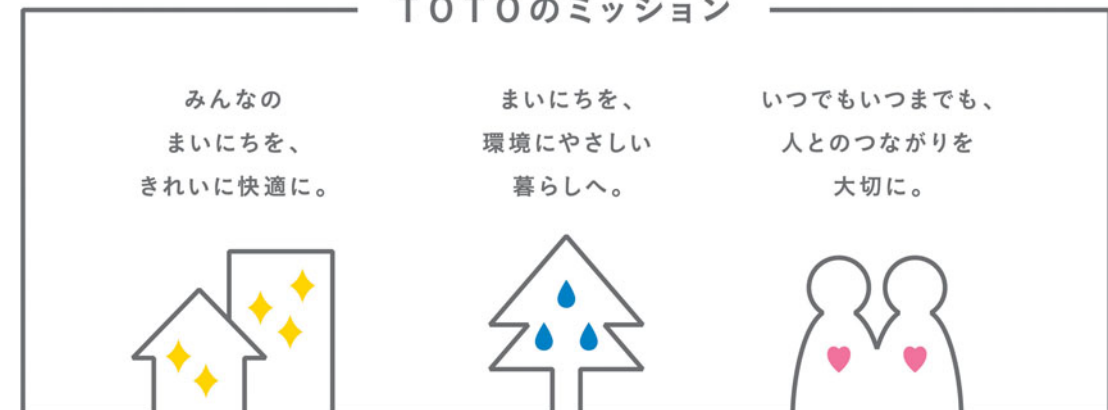 TOTOのミッション
みんなの
まいにちを、
きれいに快適に。
まいにちを、
環境にやさしい
暮らしへ。
いつでもいつまでも、
人とのつながりを
大切に。